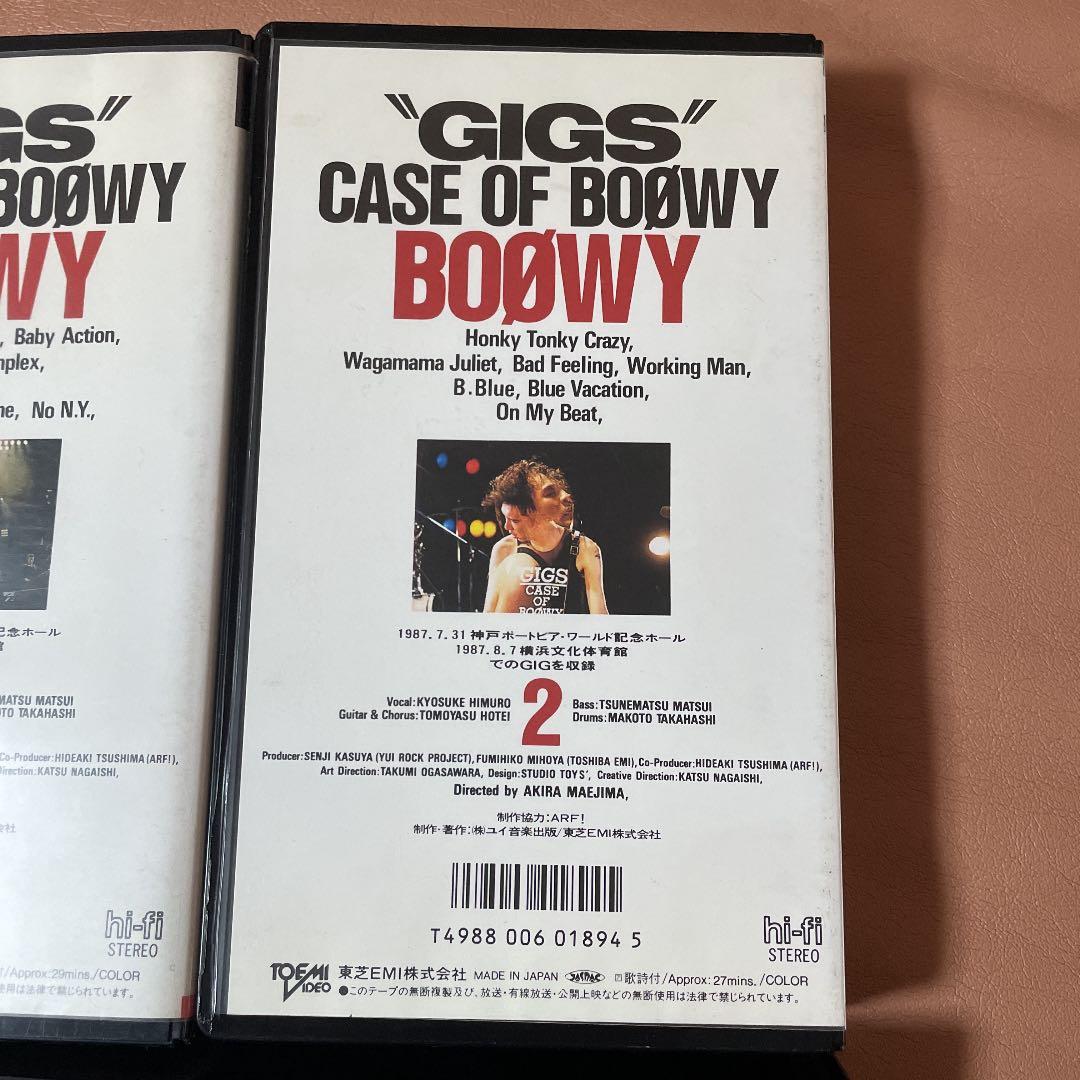 GS”
BOØWY
WY
, Baby Action,
mplex,
ne, No N.Y.,
記念ホール
館
MATSU MATSUI
OTO TAKAHASHI
Co-Producer:HIDEAKI TSUSHIMA(ARF!),
Direction:KATSU NAGAISHI,
会社
hi-fi
STEREO
付/Approx:29mins./COLOR
使用は法律で禁じられています。
“GIGS”
CASE OF BOØWY
BOØWY
Honky Tonky Crazy,
Wagamama Juliet, Bad Feeling, Working Man,
B.Blue, Blue Vacation,
On My Beat,
GIGS
CASE
OF
BOØWY
1987.7.31 神戸ポートピア・ワールド記念ホール
1987.8.7 横浜文化体育館
でのGIGを収録
Vocal:KYOSUKE HIMURO
Guitar & Chorus:TOMOYASU HOTEI
2
Bass:TSUNEMATSU MATSUI
Drums:MAKOTO TAKAHASHI
Producer:SENJI KASUYA (YUI ROCK PROJECT), FUMIHIKO MIHOYA (TOSHIBA EMI), Co-Producer:HIDEAKI TSUSHIMA (ARF!),
Art Direction:TAKUMI OGASAWARA, Design:STUDIO TOYS', Creative Direction:KATSU NAGAISHI,
Directed by AKIRA MAEJIMA,
制作協力:ARF!
制作・著作:㈱ユイ音楽出版/東芝EMI株式会社
T4988 006 01894 5
hi-fi
STEREO
TOEMI VIDEO 東芝EMI株式会社 MADE IN JAPAN JASRAC 歌詩付/Approx:27mins./COLOR
●このテープの無断複製及び、放送・有線放送・公開上映などの無断使用は法律で禁じられています。